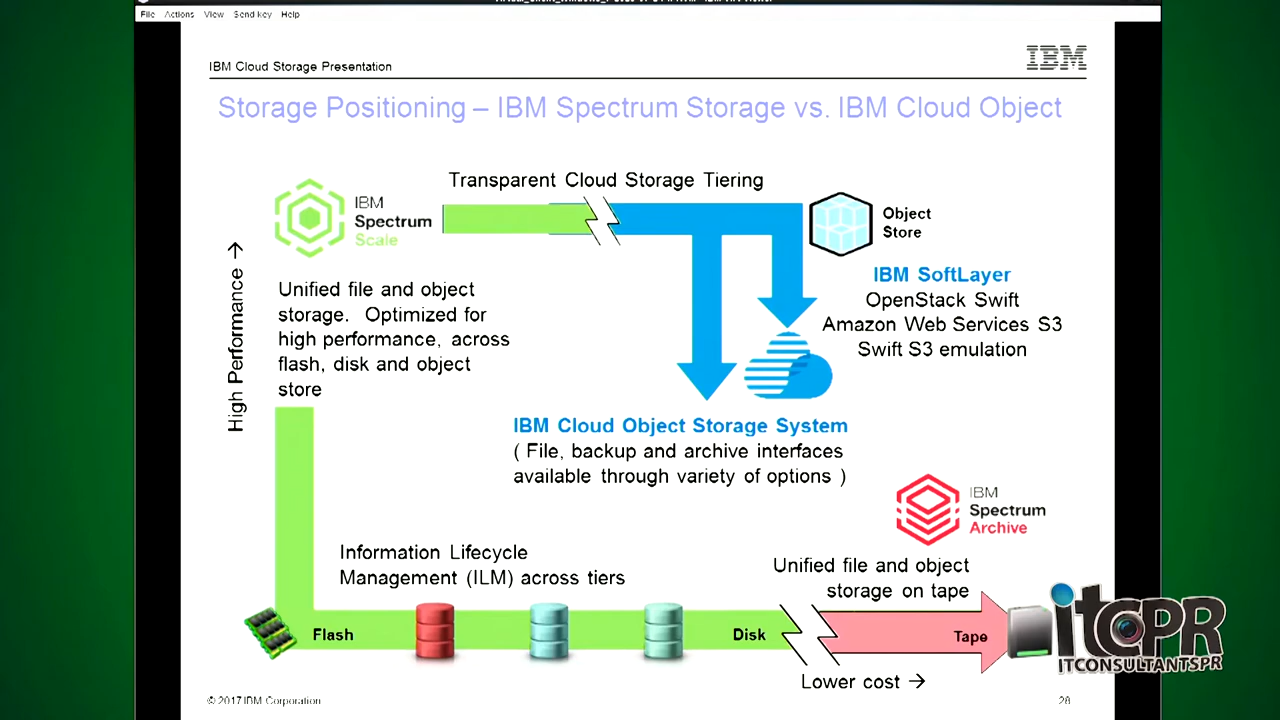 File Actions View Send key Help
IBM Cloud Storage Presentation
IBM
Storage Positioning – IBM Spectrum Storage vs. IBM Cloud Object
Transparent Cloud Storage Tiering
IBM
Spectrum
Scale
Object
Store
High Performance →
Unified file and object
storage. Optimized for
high performance, across
flash, disk and object
store
IBM SoftLayer
OpenStack Swift
Amazon Web Services S3
Swift S3 emulation
IBM Cloud Object Storage System
( File, backup and archive interfaces
available through variety of options )
IBM
Spectrum
Archive
Information Lifecycle
Management (ILM) across tiers
Unified file and object
storage on tape
Flash
Disk
Tape
Lower cost →
itCPR
ITCONSULTANTSPR
© 2017 IBM Corporation
28